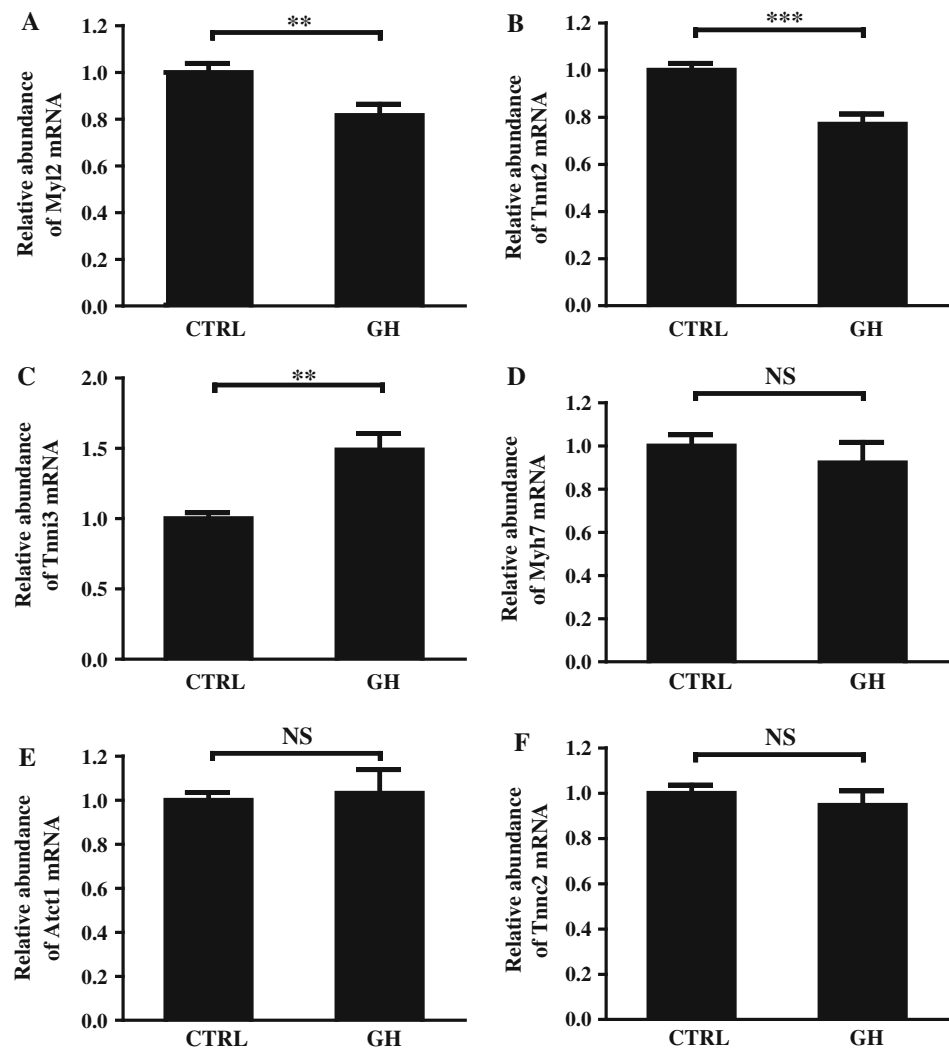 A
Relative abundance
of Myl2 mRNA
1.2
1.0
0.8
0.6
0.4
0.2
0.0
**
CTRL
GH
B
Relative abundance
of Tnnt2 mRNA
1.2
1.0
0.8
0.6
0.4
0.2
0.0
***
CTRL
GH
C
Relative abundance
of Tnni3 mRNA
2.0
1.5
1.0
0.5
0.0
**
CTRL
GH
D
Relative abundance
of Myh7 mRNA
1.2
1.0
0.8
0.6
0.4
0.2
0.0
NS
CTRL
GH
E
Relative abundance
of Atct1 mRNA
1.2
1.0
0.8
0.6
0.4
0.2
0.0
NS
CTRL
GH
F
Relative abundance
of Tnnc2 mRNA
1.2
1.0
0.8
0.6
0.4
0.2
0.0
NS
CTRL
GH